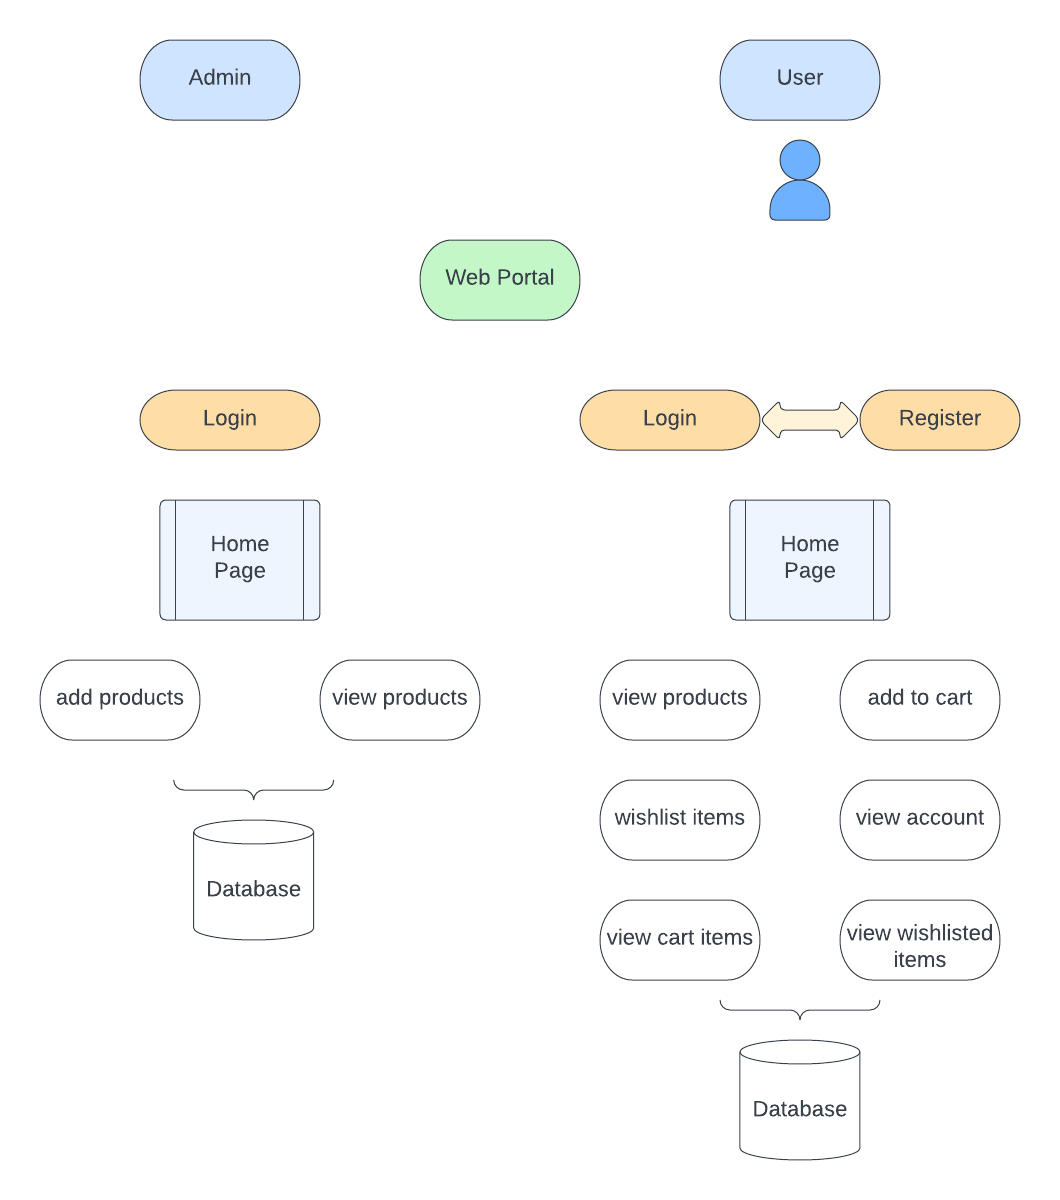 Admin
User
Web Portal
Login
Login
Register
Home
Page
Home
Page
add products
view products
view products
add to cart
wishlist items
view account
Database
view cart items
view wishlisted
items
Database